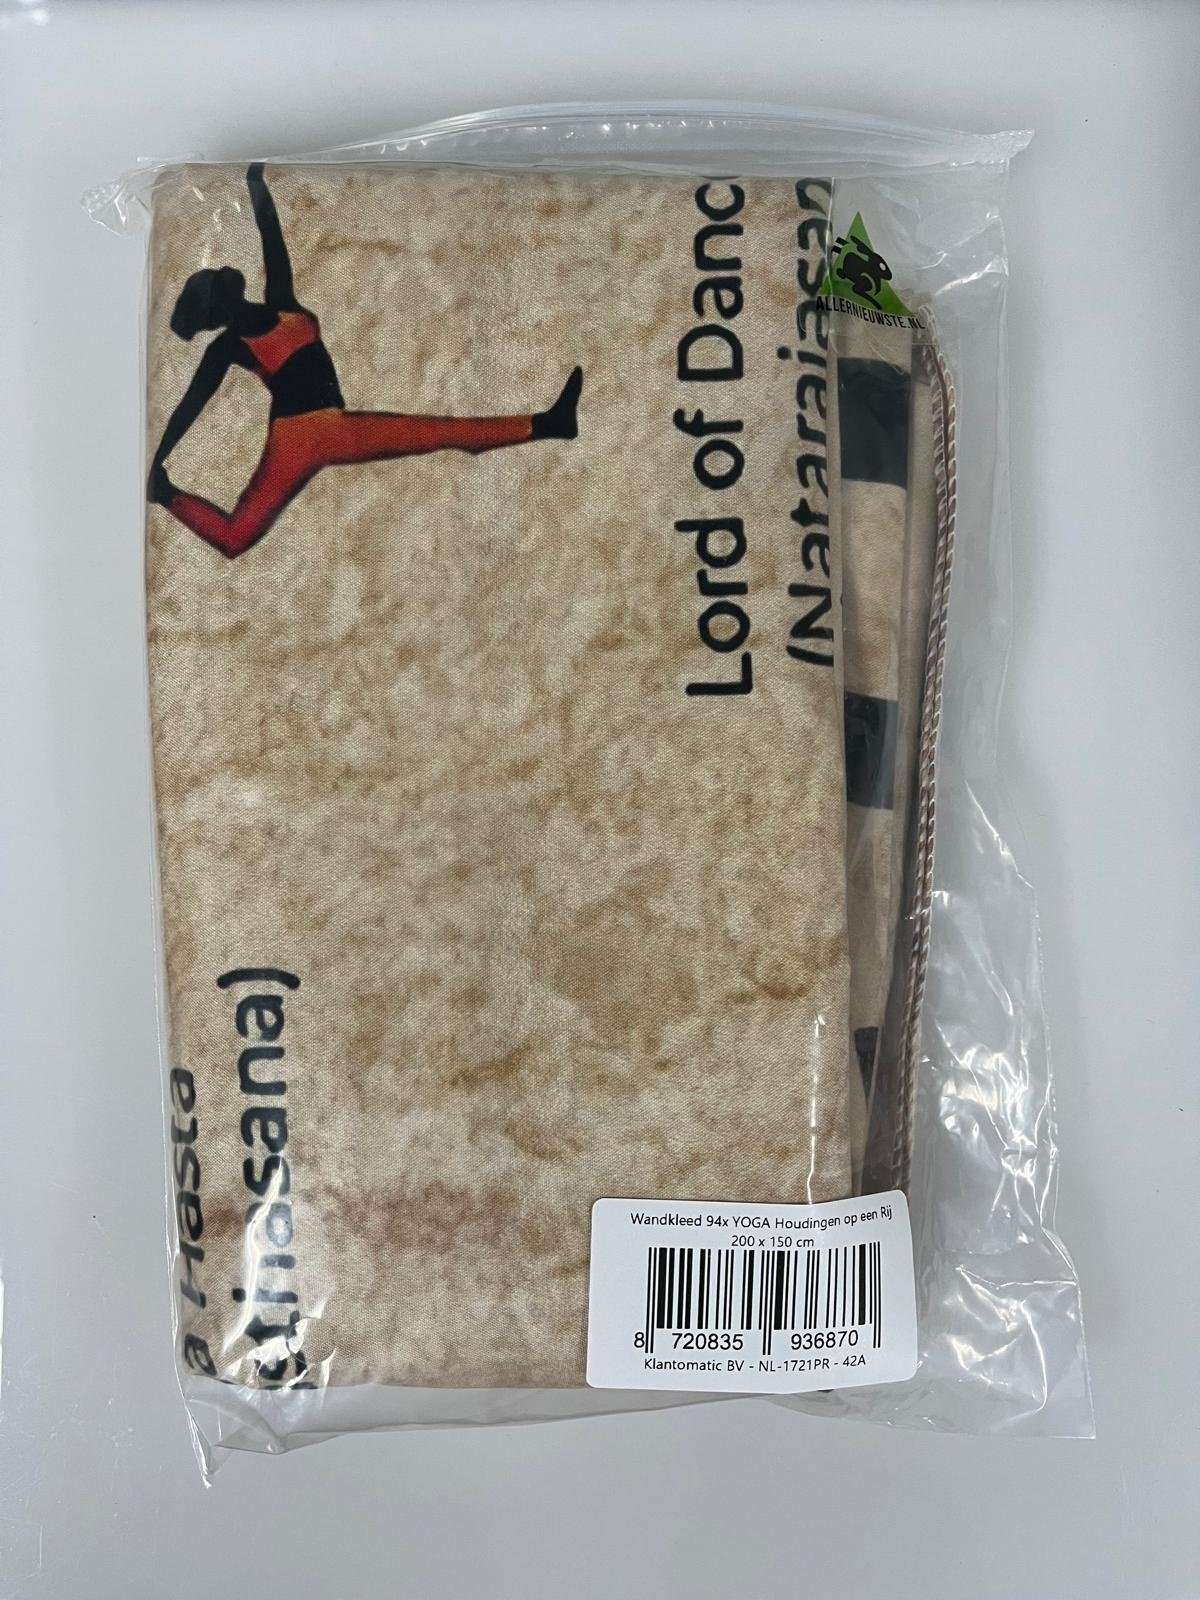 Lord of Danc
(Natarajasan
a Hasta
gthosana)
ALLERNIEUWSTE.NL
Wandkleed 94x YOGA Houdingen op een Rij
200 x 150 cm
8 720835 936870
Klantomatic BV - NL-1721PR - 42A